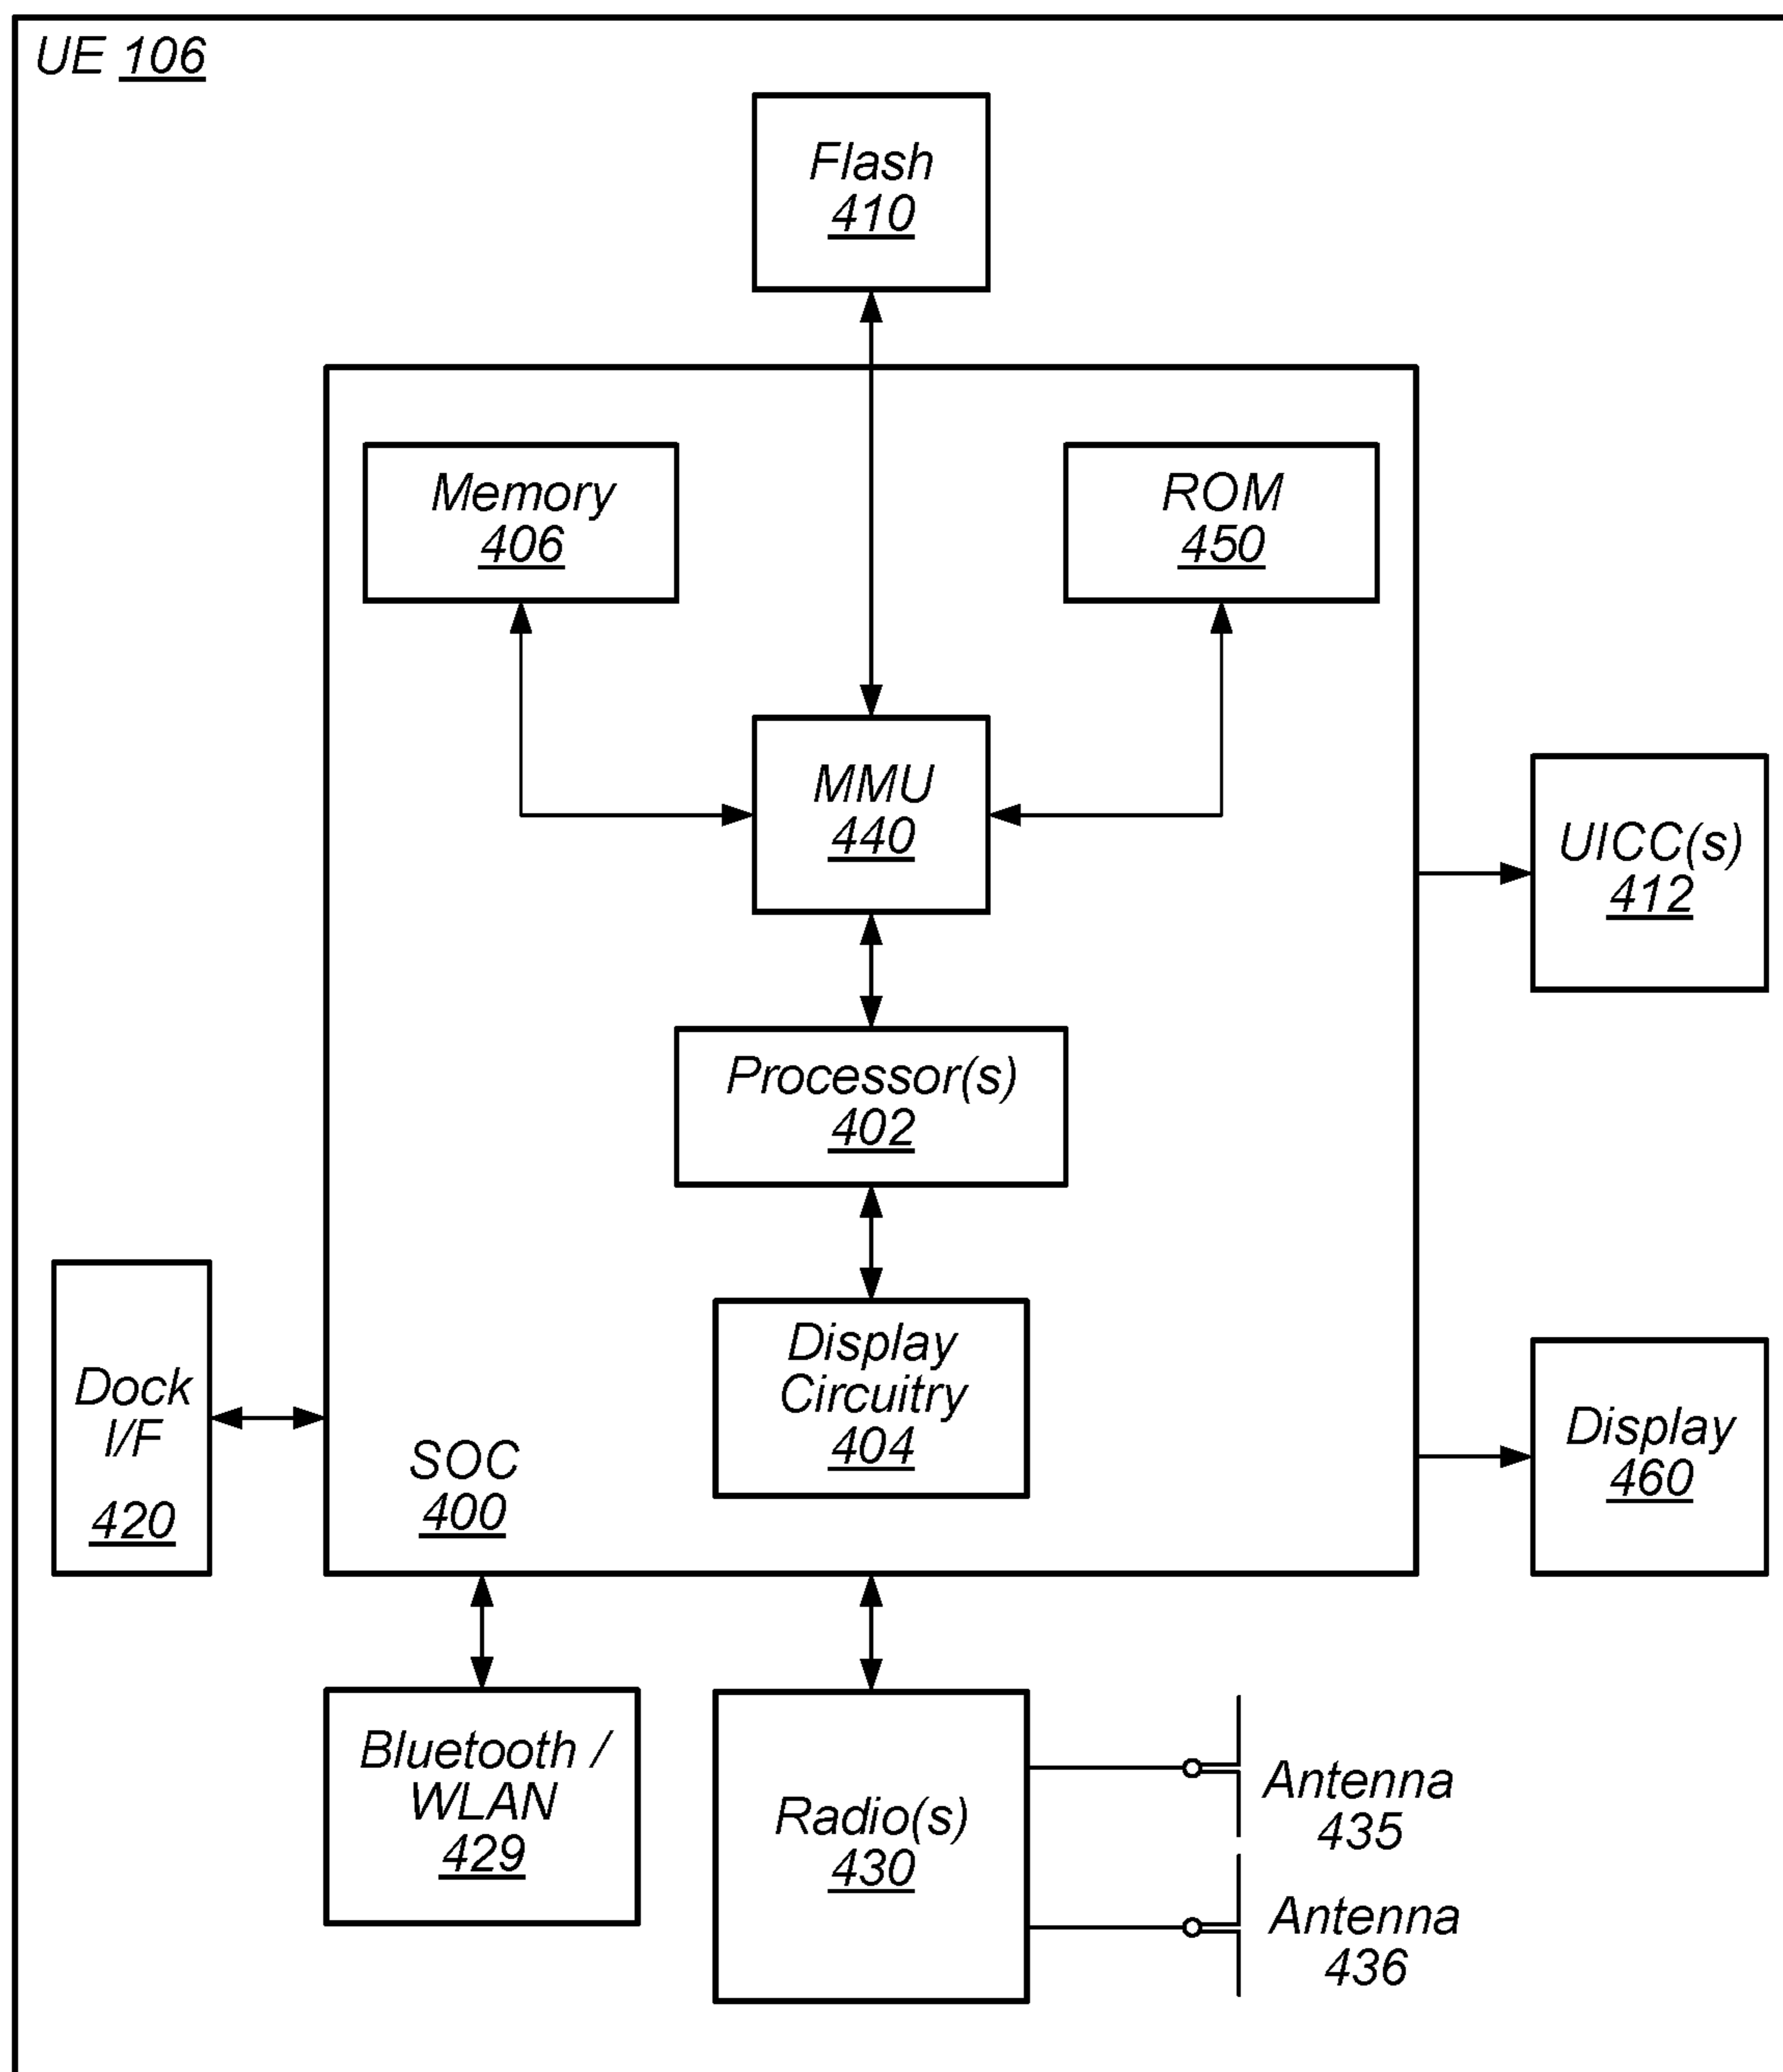 UE 106
Flash
410
Memory
406
ROM
450
MMU
440
UICC(s)
412
Processor(s)
402
Display
Circuitry
404
Dock
I/F
420
SOC
400
Display
460
Bluetooth /
WLAN
429
Radio(s)
430
Antenna
435
Antenna
436